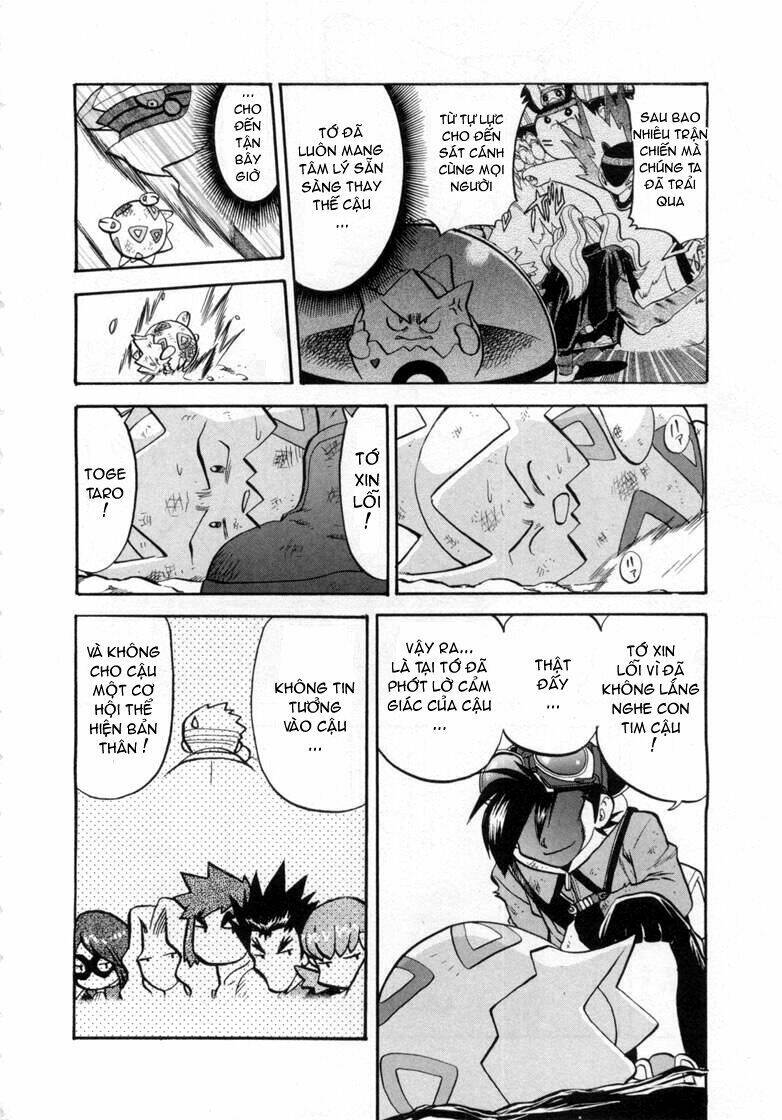 SAU BAO
NHIÊU TRẬN
CHIẾN MÀ
CHÚNG TA
ĐÃ TRẢI
QUA
TỪ TỰ LỰC
CHO ĐẾN
SÁT CÁNH
CÙNG MỌI
NGƯỜI
TỚ ĐÃ
LUÔN MANG
TÂM LÝ SẴN
SÀNG THAY
THẾ CẬU
...
...
CHO
ĐẾN
TẬN
BÂY
GIỜ
TỚ
XIN
LỖI
!
TOGE
TARO
!
TỚ XIN
LỖI VÌ ĐÃ
KHÔNG LẮNG
NGHE CON
TIM CẬU
THẬT
ĐẤY
...
VẬY RA...
LÀ TẠI TỚ ĐÃ
PHỚT LỜ CẢM
GIÁC CỦA CẬU
...
KHÔNG TIN
TƯỞNG
VÀO CẬU
...
VÀ KHÔNG
CHO CẬU
MỘT CƠ
HỘI THỂ
HIỆN BẢN
THÂN!